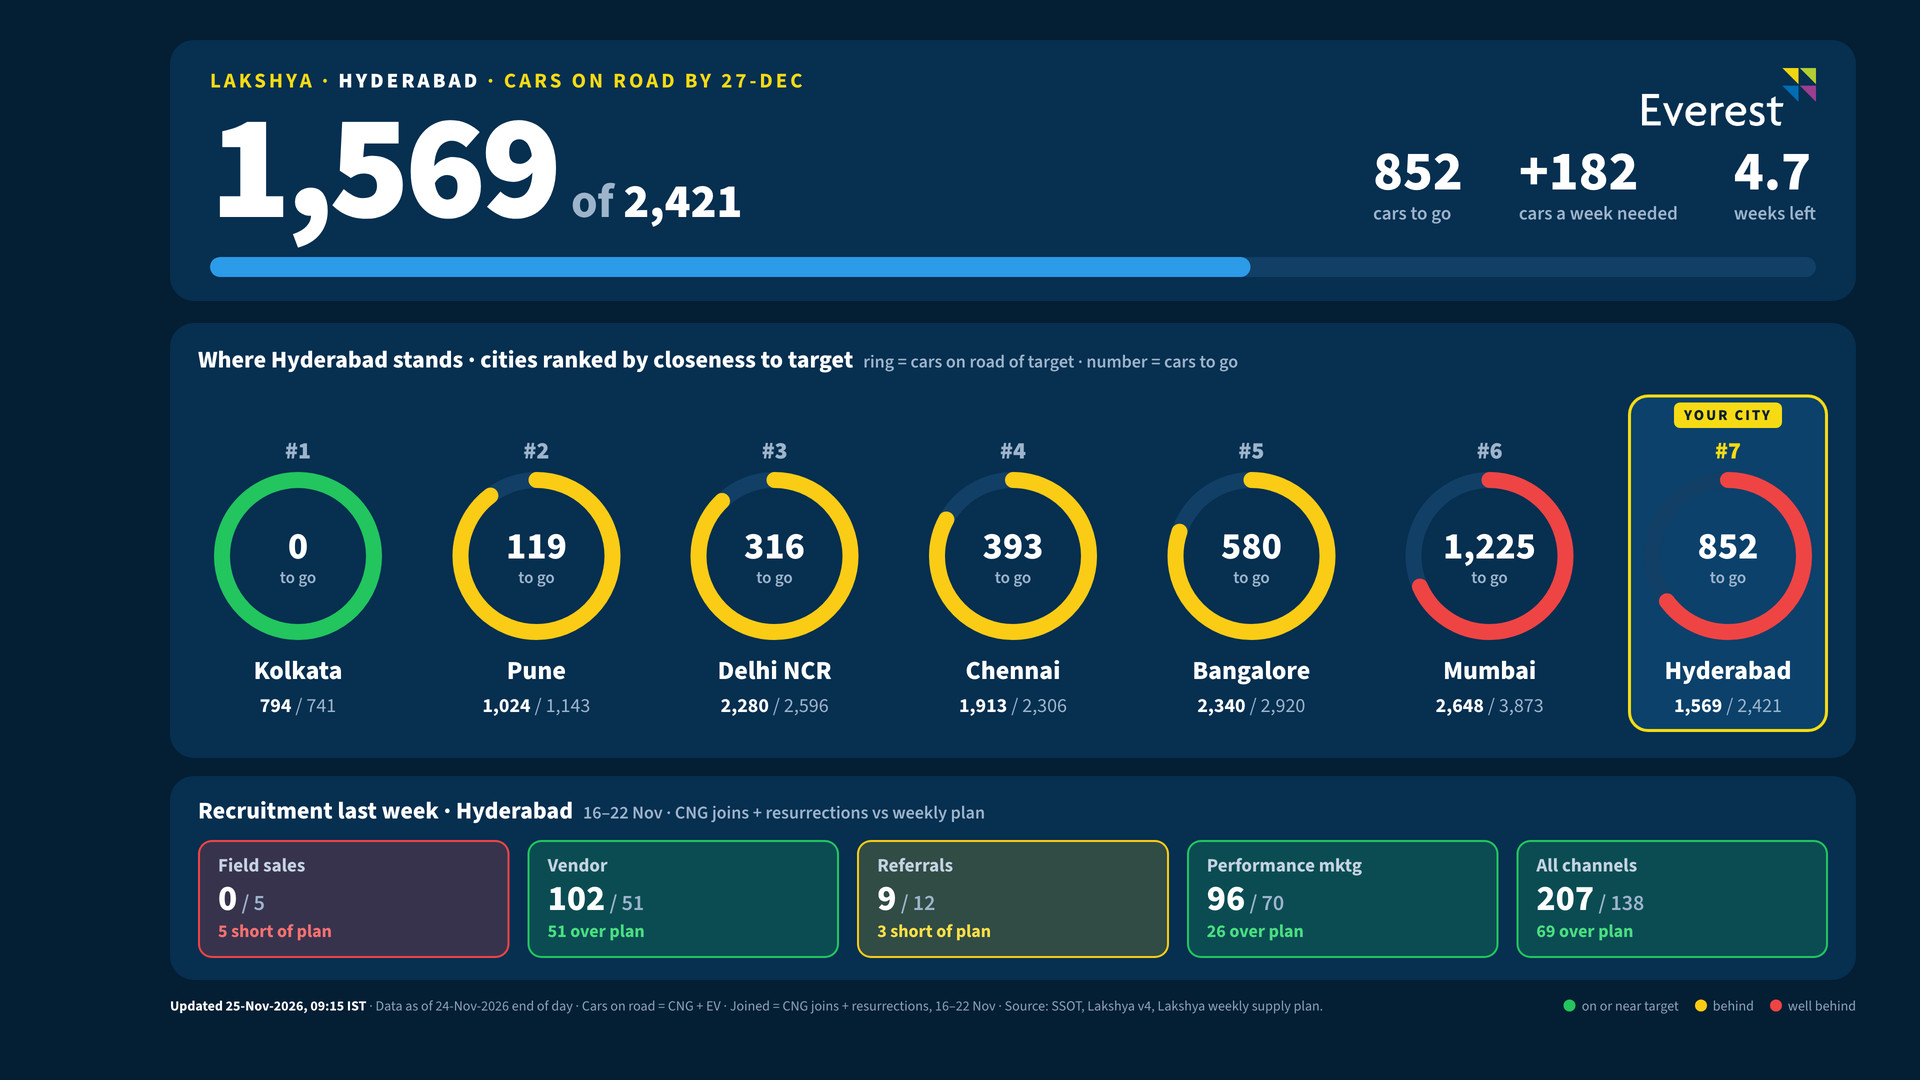 LAKSHYA · HYDERABAD · CARS ON ROAD BY 27-DEC
Everest
1,569 of 2,421
852 cars to go
+182 cars a week needed
4.7 weeks left
Where Hyderabad stands · cities ranked by closeness to target ring = cars on road of target · number = cars to go
#1
0
to go
Kolkata
794 / 741
#2
119
to go
Pune
1,024 / 1,143
#3
316
to go
Delhi NCR
2,280 / 2,596
#4
393
to go
Chennai
1,913 / 2,306
#5
580
to go
Bangalore
2,340 / 2,920
#6
1,225
to go
Mumbai
2,648 / 3,873
YOUR CITY
#7
852
to go
Hyderabad
1,569 / 2,421
Recruitment last week · Hyderabad 16–22 Nov · CNG joins + resurrections vs weekly plan
Field sales
0 / 5
5 short of plan
Vendor
102 / 51
51 over plan
Referrals
9 / 12
3 short of plan
Performance mktg
96 / 70
26 over plan
All channels
207 / 138
69 over plan
Updated 25-Nov-2026, 09:15 IST · Data as of 24-Nov-2026 end of day · Cars on road = CNG + EV · Joined = CNG joins + resurrections, 16–22 Nov · Source: SSOT, Lakshya v4, Lakshya weekly supply plan.
on or near target behind well behind